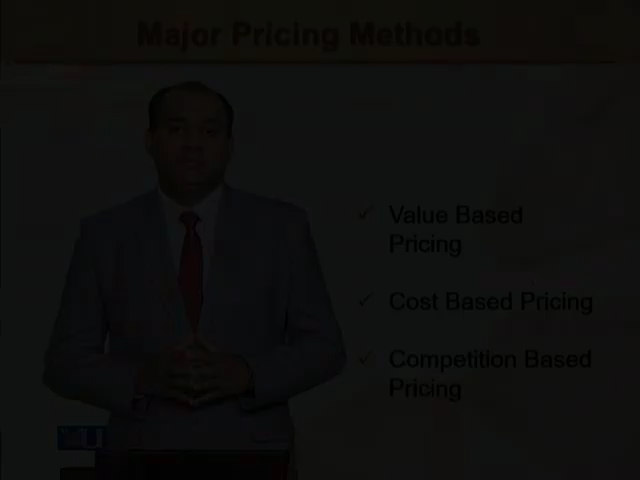 Major Pricing Methods
Value Based
Pricing
Cost Based Pricing
Competition Based
Pricing